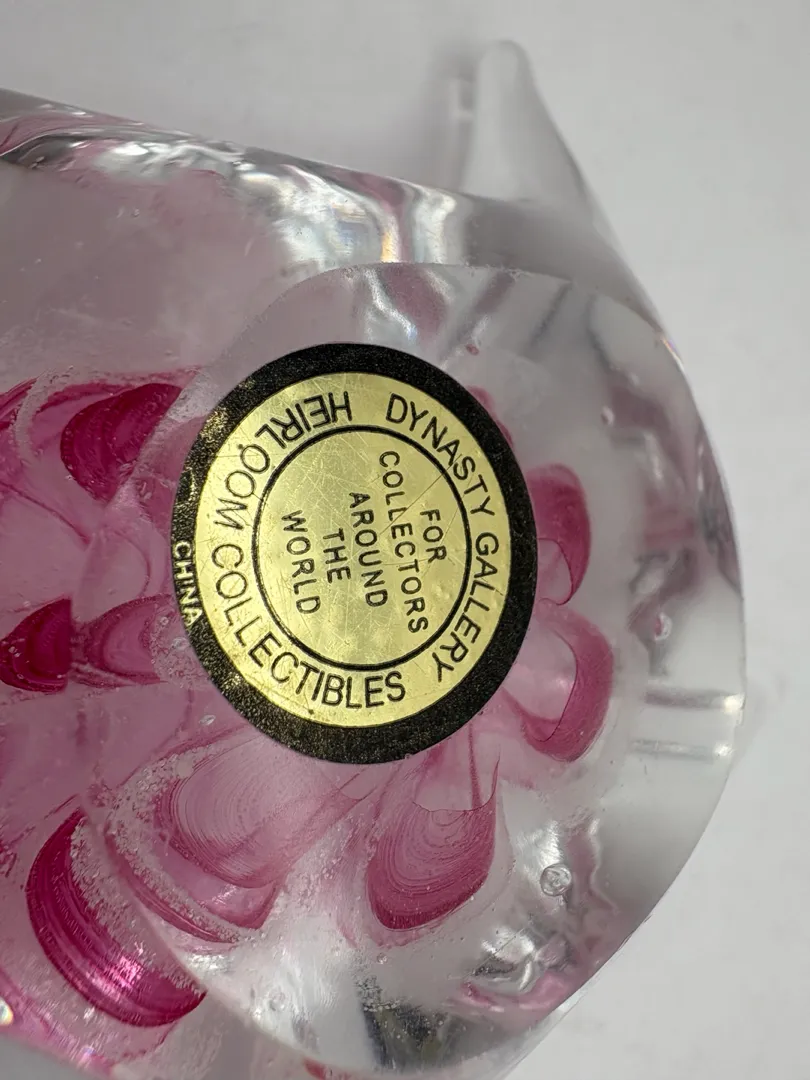 DYNASTY GALLERY
HEIRLOOM COLLECTIBLES
FOR
COLLECTORS
AROUND
THE
WORLD
CHINA